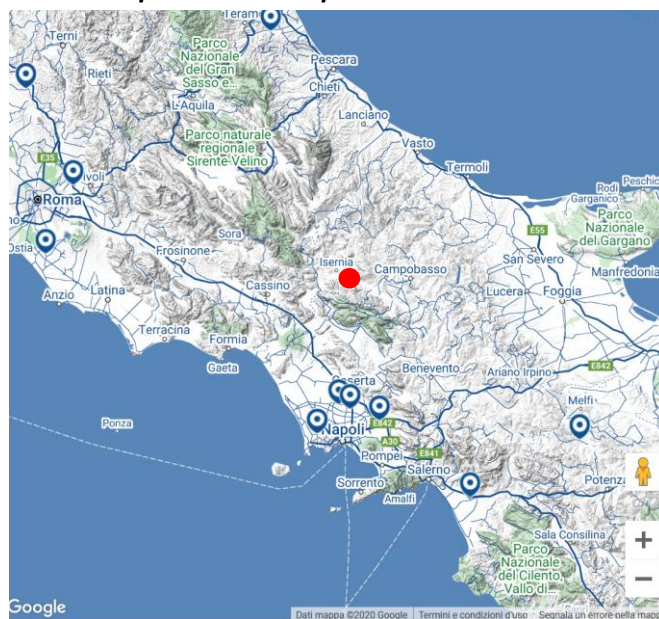 Teramo
Terni
Parco
Nazionale
del Gran
Sasso e...
Pescara
Rieti
Chieti
L'Aquila
Lanciano
Parco naturale
regionale
Sirente-Velino
Vasto
Termoli
E35
Tivoli
Roma
Rodi
Garganico
Peschic
E55
Parco
Nazionale
del Gargano
Ostia
Sora
Frosinone
Isernia
Campobasso
San Severo
Manfredonia
Anzio
Latina
Cassino
Lucera
Foggia
Terracina
Formia
Gaeta
Benevento
Ariano Irpino
E842
Caserta
Ponza
E842
Melfi
Napoli
A30
E841
Pompei
Salerno
Sorrento
Amalfi
Potenza
Sala Consilina
Parco
Nazionale
del Cilento,
Vallo di...
+
−
Google
Dati mappa ©2020 Google
Termini e condizioni d'uso
Segnala un errore nella mappa